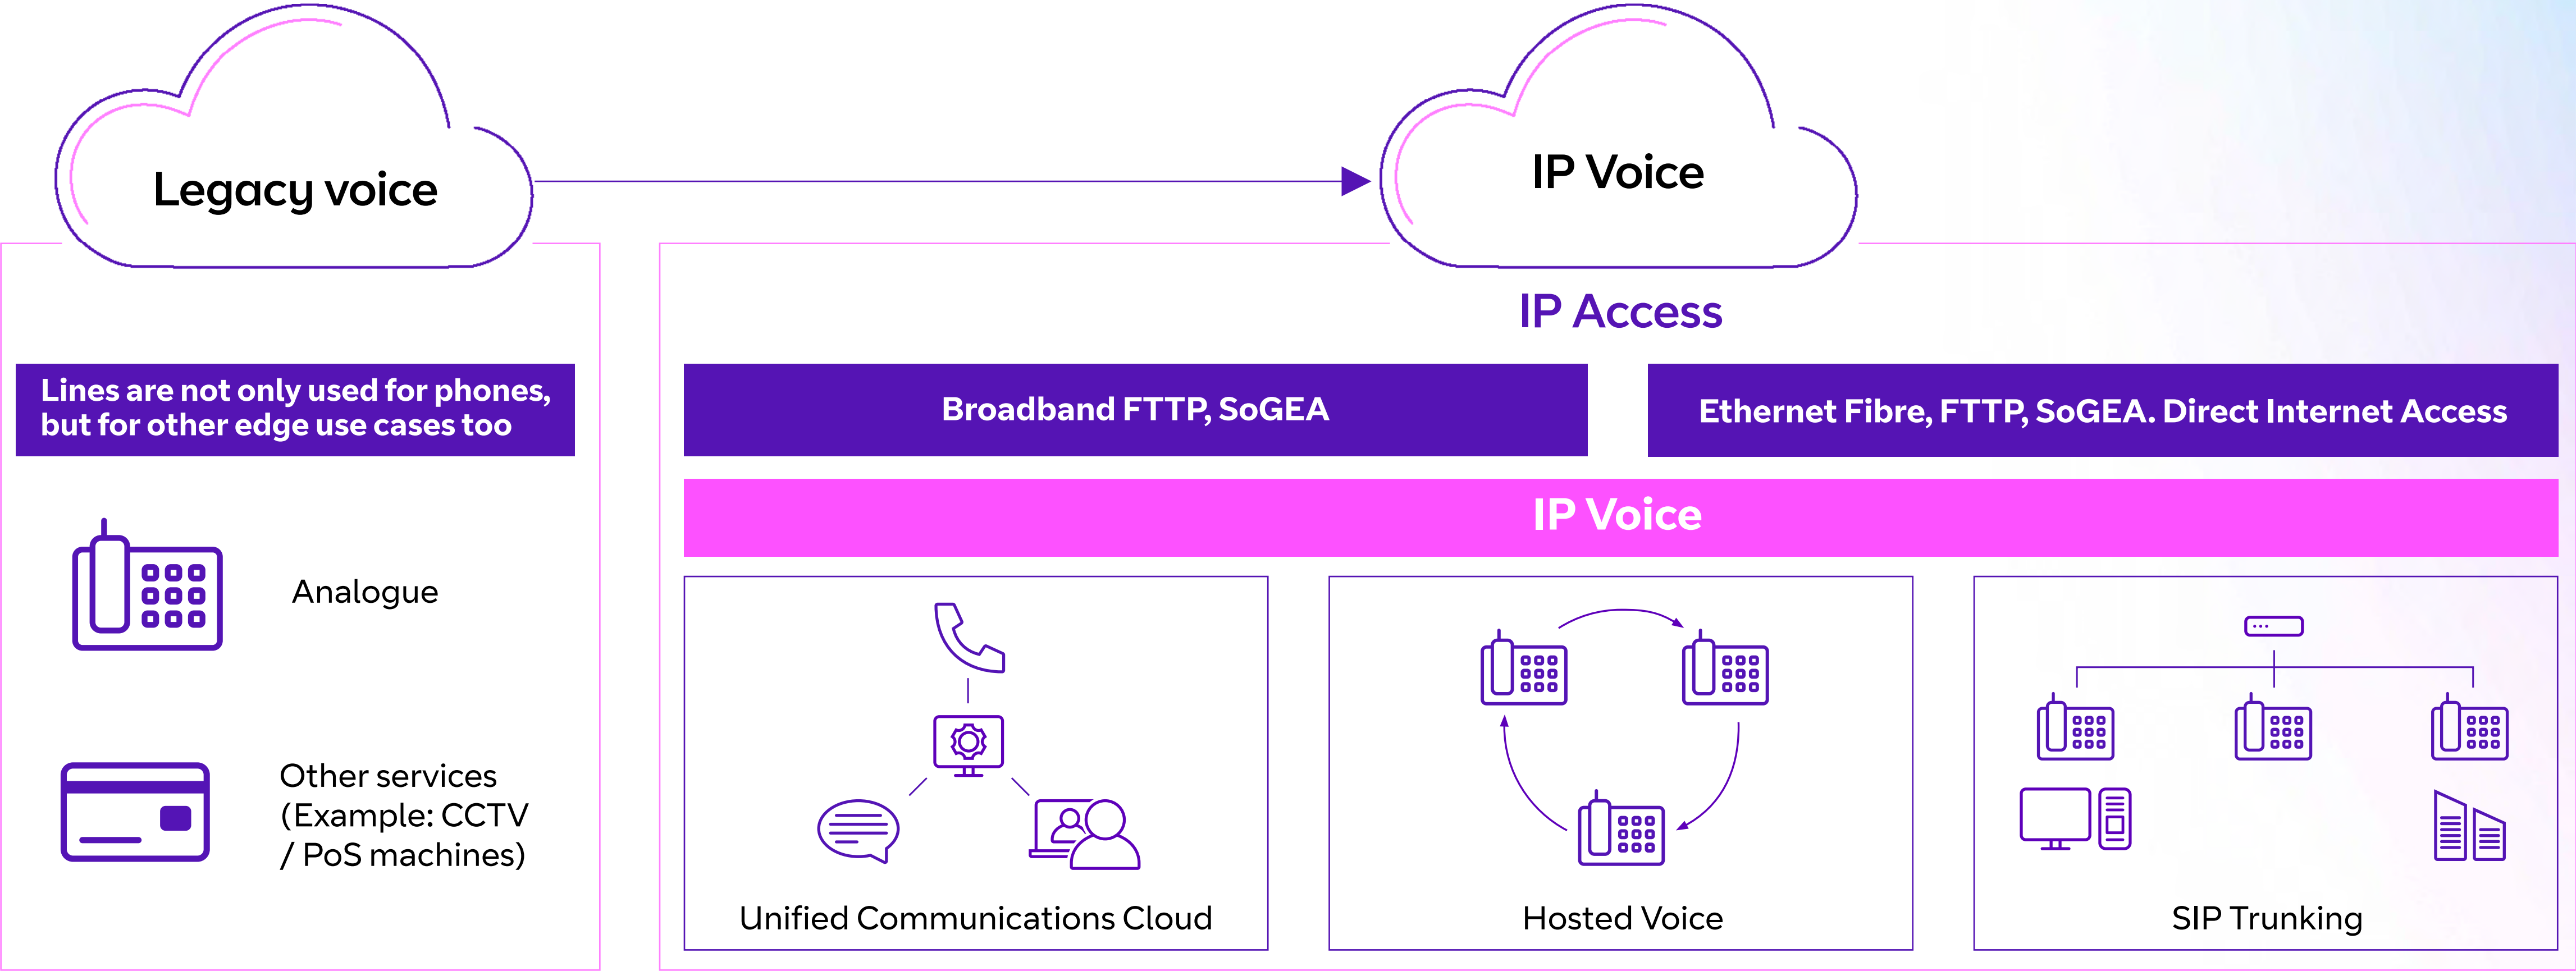 Legacy voice
IP Voice
IP Access
Lines are not only used for phones,
but for other edge use cases too
Broadband FTTP, SoGEA
Ethernet Fibre, FTTP, SoGEA. Direct Internet Access
IP Voice
Analogue
Other services
(Example: CCTV
/ PoS machines)
Unified Communications Cloud
Hosted Voice
SIP Trunking